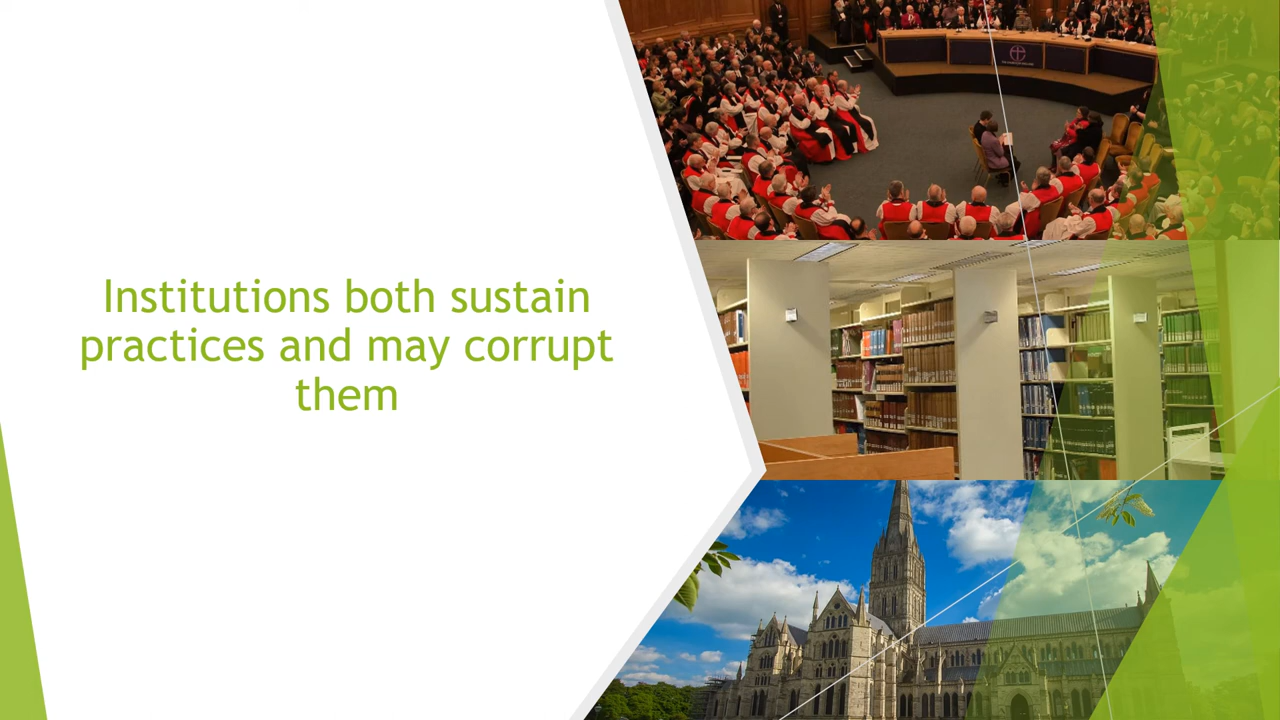 Institutions both sustain
practices and may corrupt
them